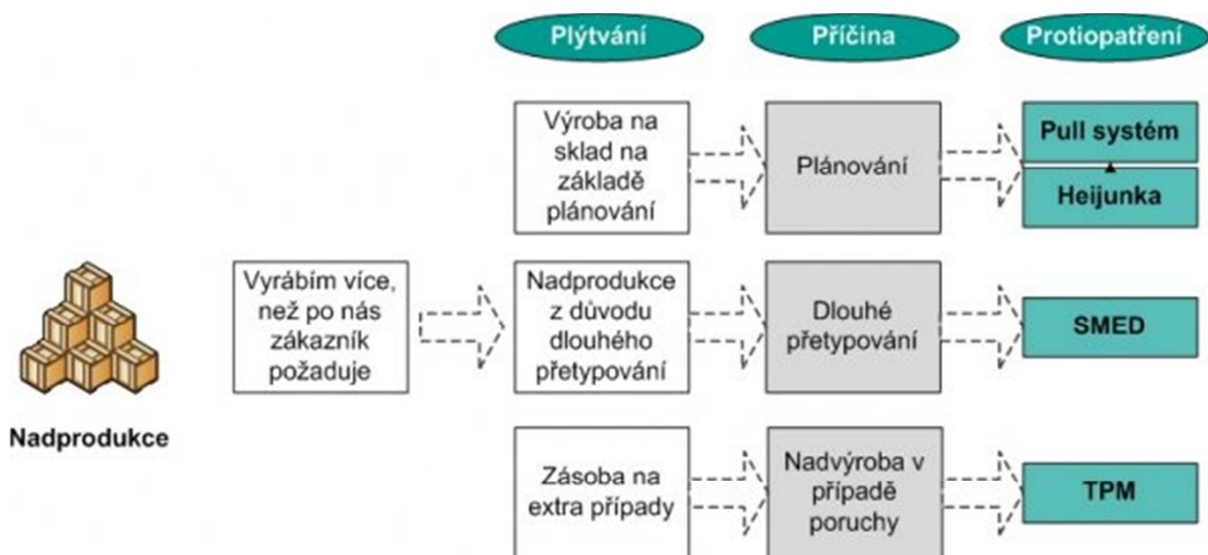 Plýtvání
Příčina
Protiopatření
Výroba na
sklad na
základě
plánování
Plánování
Pull systém
Heijunka
Nadprodukce
Vyrábím více,
než po nás
zákazník
požaduje
Nadprodukce
z důvodu
dlouhého
přetypování
Dlouhé
přetypování
SMED
Zásoba na
extra případy
Nadvýroba v
případě
poruchy
TPM